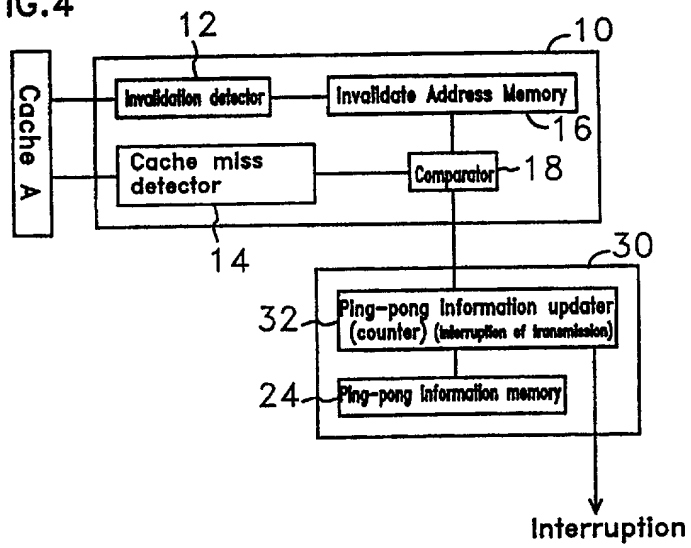 IG.4
12
10
Cache A
Invalidation detector
Invalidate Address Memory
16
Cache miss
detector
Comparator
18
14
30
32
Ping-pong information updater
(counter) (Interruption of transmission)
24
Ping-pong information memory
Interruption